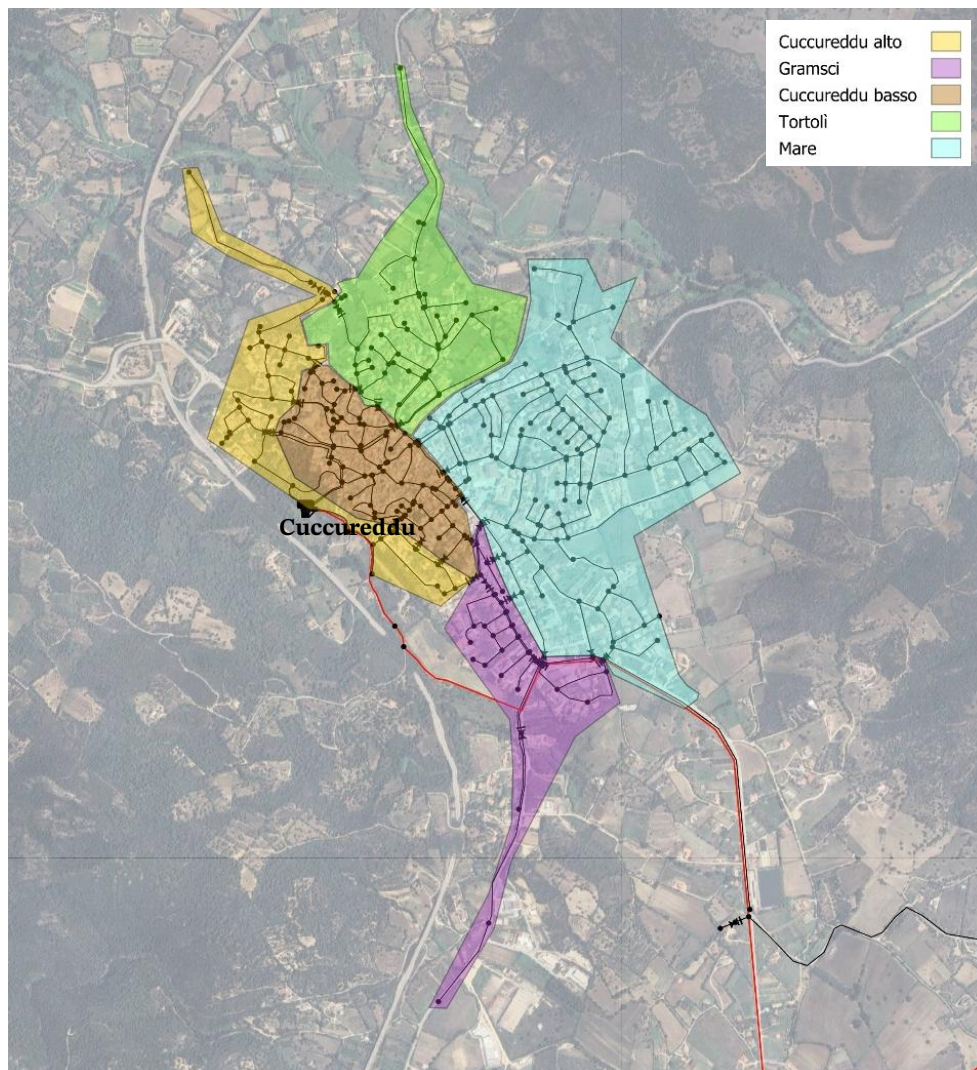 Cuccureddu alto
Gramsci
Cuccureddu basso
Tortolì
Mare
Cuccureddu